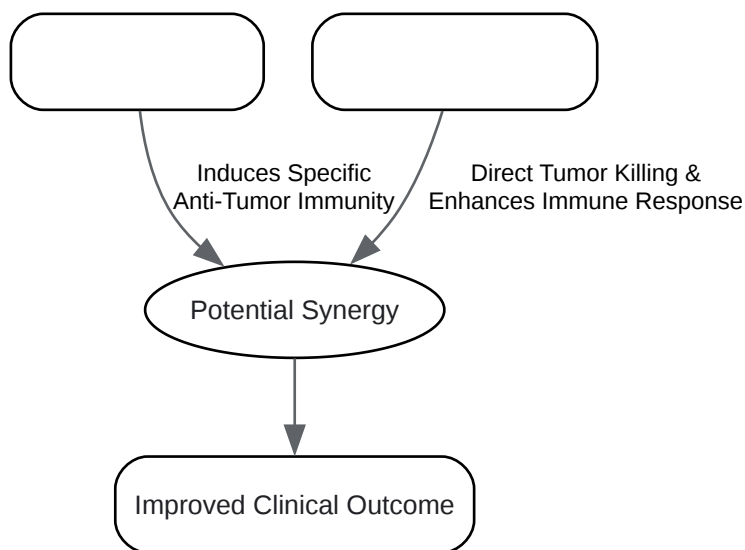 Induces Specific
Anti-Tumor Immunity
Direct Tumor Killing &
Enhances Immune Response
Potential Synergy
Improved Clinical Outcome